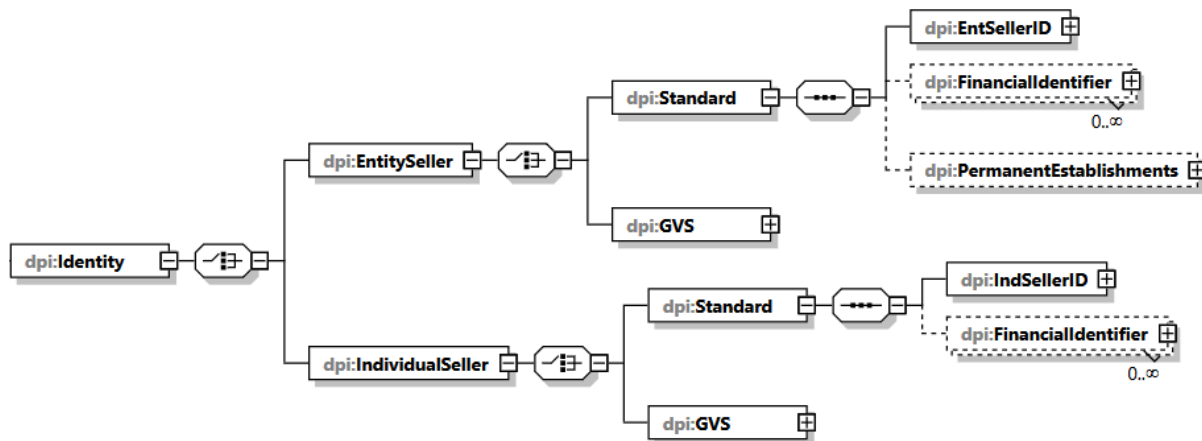 dpi:EntSellerID
dpi:FinancialIdentifier
0..∞
dpi:Standard
dpi:PermanentEstablishments
dpi:EntitySeller
dpi:GVS
dpi:Identity
dpi:IndSellerID
dpi:Standard
dpi:FinancialIdentifier
0..∞
dpi:IndividualSeller
dpi:GVS